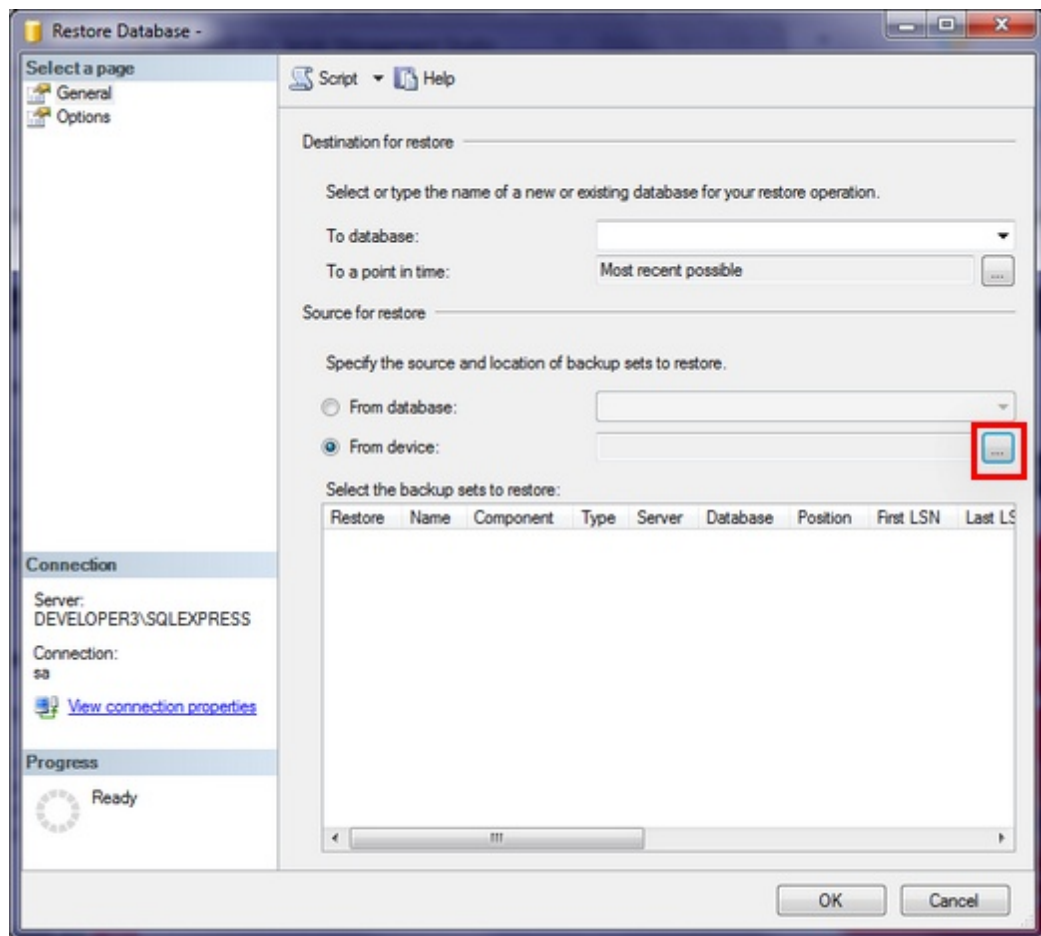 Restore Database -
Select a page
General
Options
Script
Help
Destination for restore
Select or type the name of a new or existing database for your restore operation.
To database:
To a point in time:
Most recent possible
...
Source for restore
Specify the source and location of backup sets to restore.
From database:
From device:
...
Select the backup sets to restore:
Restore Name Component Type Server Database Position First LSN Last LS
Connection
Server:
DEVELOPER3\SQLEXPRESS
Connection:
sa
View connection properties
Progress
Ready
OK Cancel